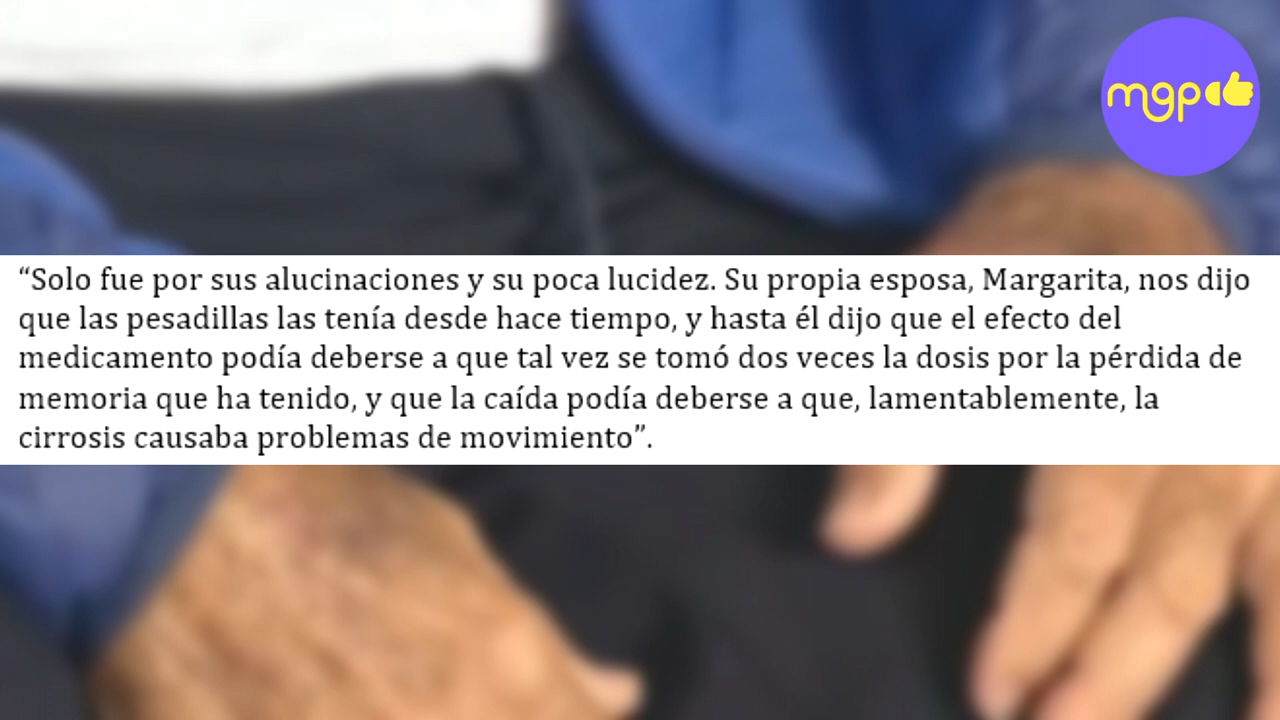 mgp
“Solo fue por sus alucinaciones y su poca lucidez. Su propia esposa, Margarita, nos dijo
que las pesadillas las tenía desde hace tiempo, y hasta él dijo que el efecto del
medicamento podía deberse a que tal vez se tomó dos veces la dosis por la pérdida de
memoria que ha tenido, y que la caída podía deberse a que, lamentablemente, la
cirrosis causaba problemas de movimiento”.